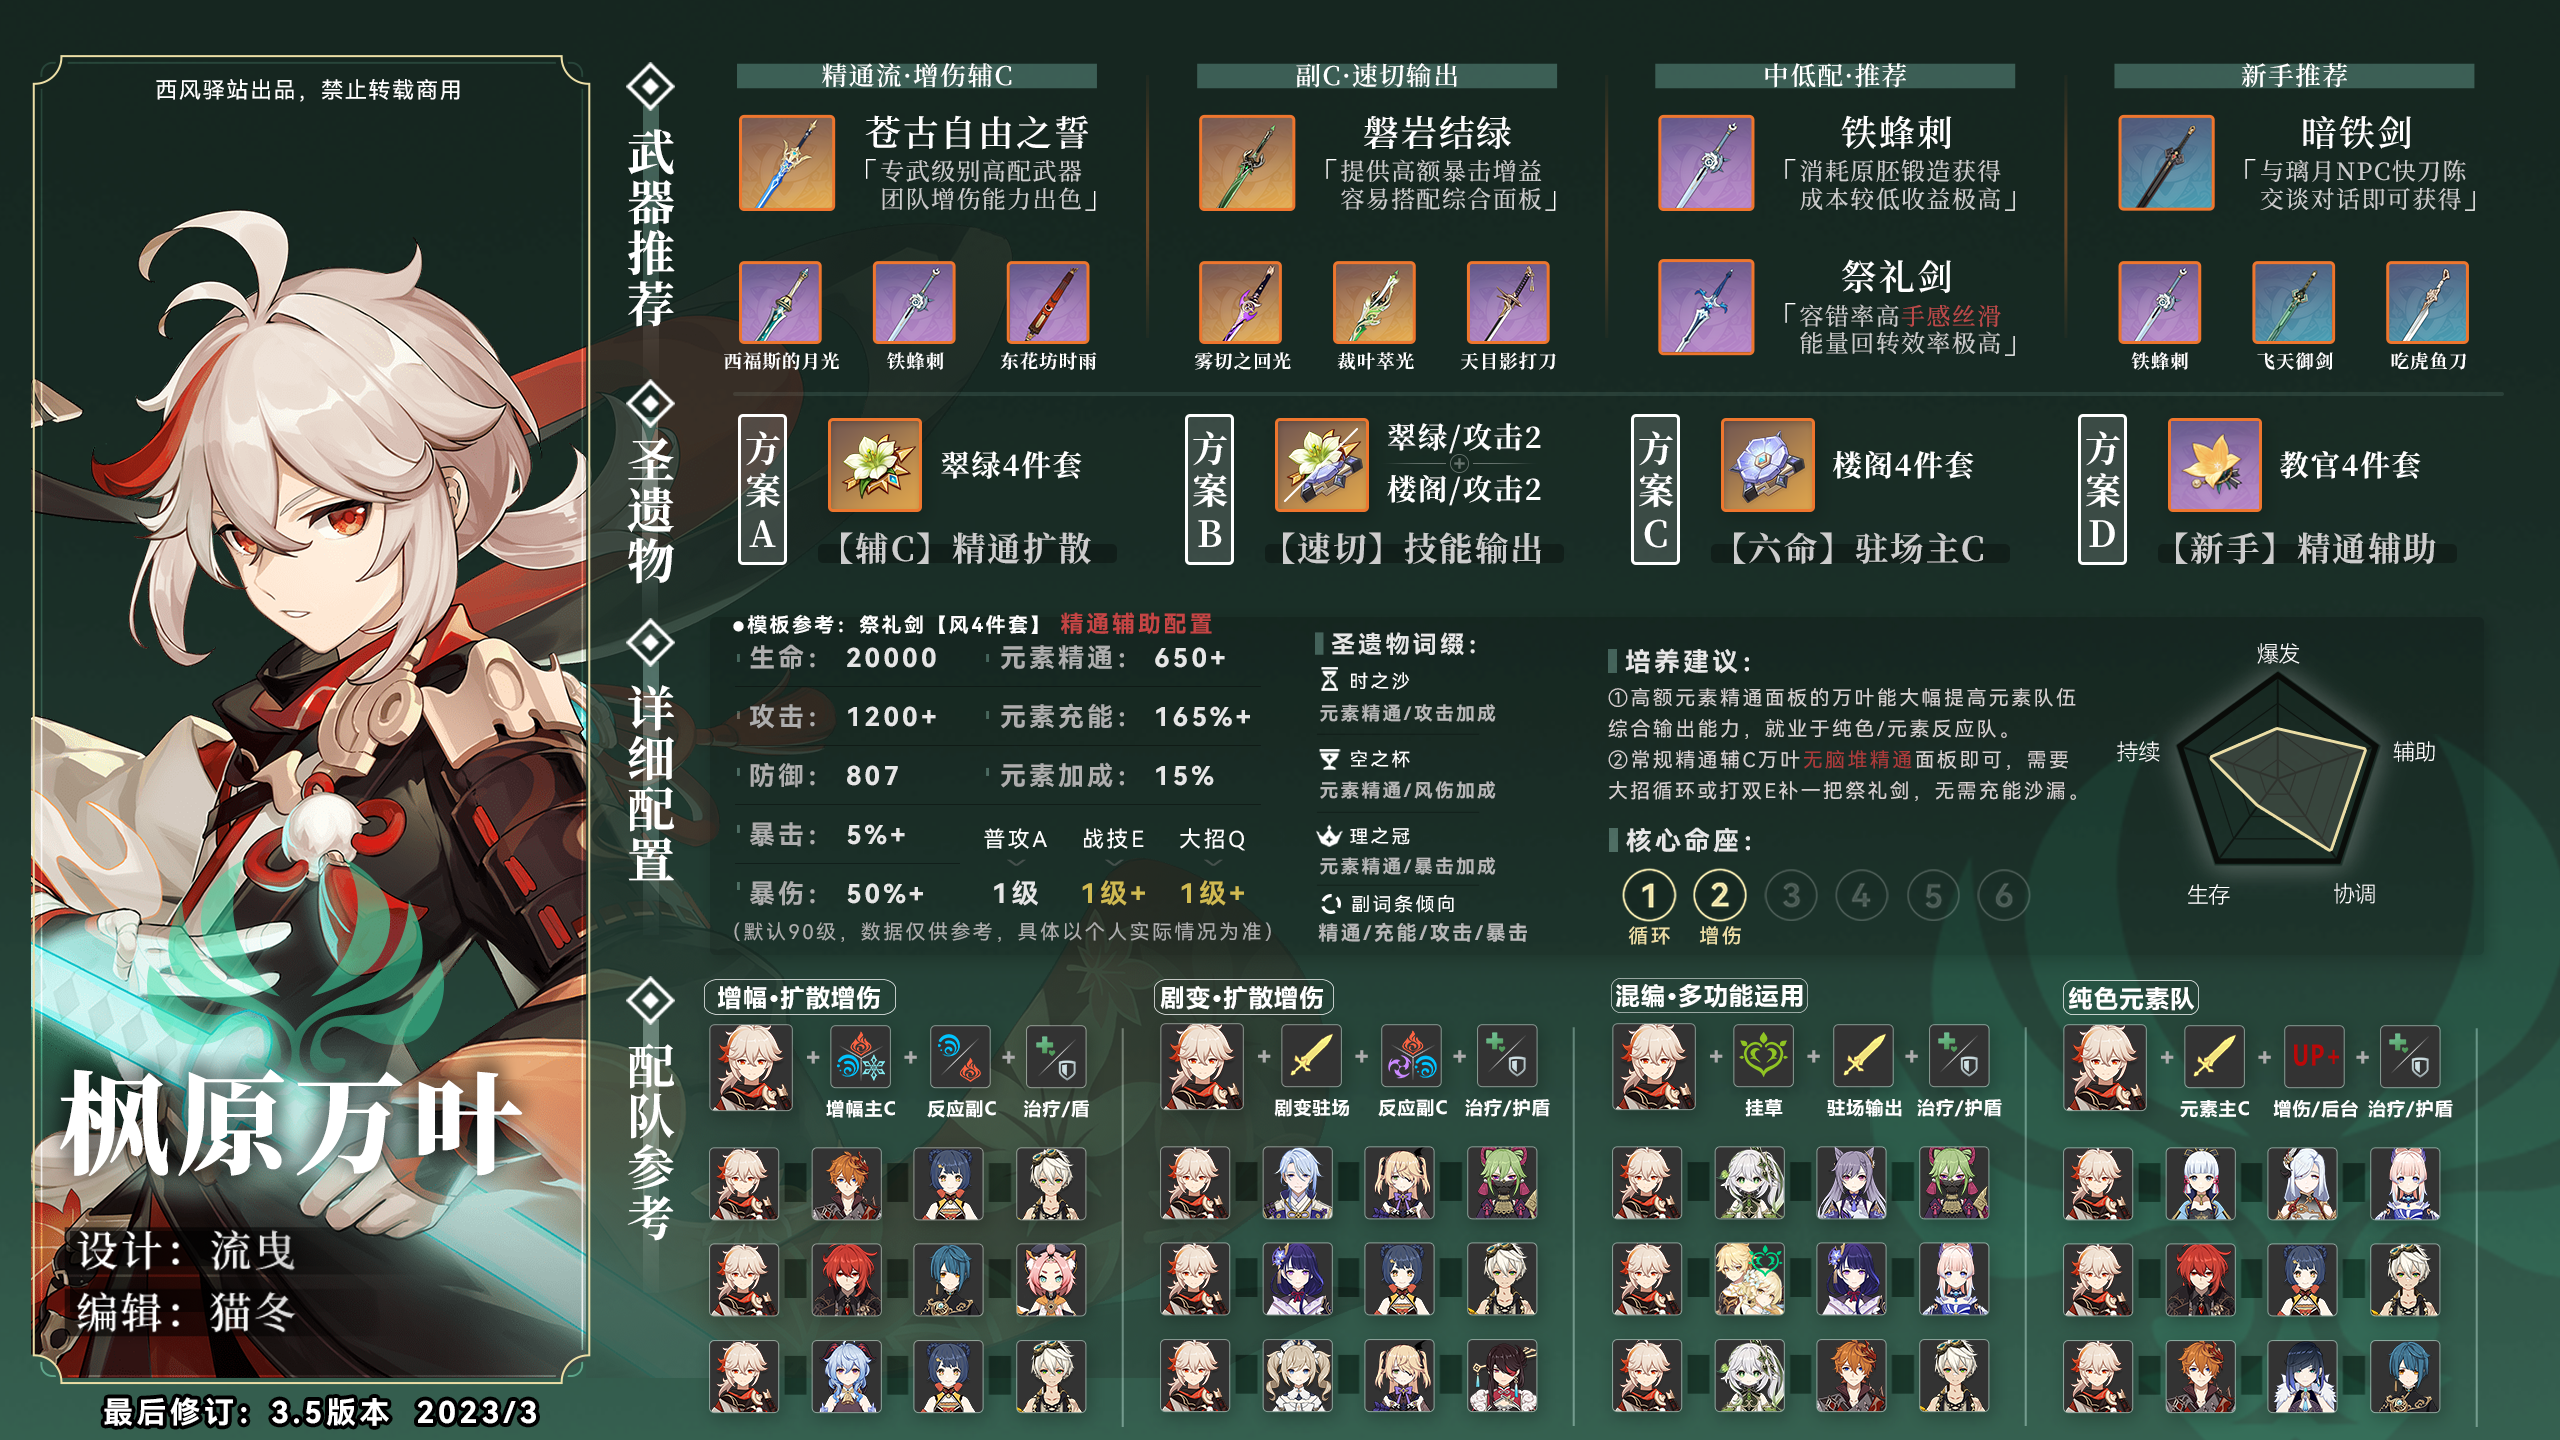 西风驿站出品，禁止转载商用
枫原万叶
设计：流曳
编辑：猫冬
最后修订：3.5版本 2023/3
武器推荐
精通流·增伤辅C
苍古自由之誓
「专武级别高配武器
团队增伤能力出色」
西福斯的月光
铁蜂刺
东花坊时雨
副C·速切输出
磐岩结绿
「提供高额暴击增益
容易搭配综合面板」
雾切之回光
裁叶萃光
天目影打刀
中低配·推荐
铁蜂刺
「消耗原胚锻造获得
成本较低收益极高」
祭礼剑
「容错率高手感丝滑
能量回转效率极高」
新手推荐
暗铁剑
「与璃月NPC快刀陈
交谈对话即可获得」
铁蜂刺
飞天御剑
吃虎鱼刀
圣遗物
方案A
翠绿4件套
【辅C】精通扩散
方案B
翠绿/攻击2
楼阁/攻击2
【速切】技能输出
方案C
楼阁4件套
【六命】驻场主C
方案D
教官4件套
【新手】精通辅助
详细配置
●模板参考：祭礼剑【风4件套】 精通辅助配置
生命： 20000 元素精通： 650+
攻击： 1200+ 元素充能： 165%+
防御： 807 元素加成： 15%
暴击： 5%+ 普攻A 战技E 大招Q
暴伤： 50%+ 1级 1级+ 1级+
(默认90级，数据仅供参考，具体以个人实际情况为准)
圣遗物词缀：
时之沙
元素精通/攻击加成
空之杯
元素精通/风伤加成
理之冠
元素精通/暴击加成
副词条倾向
精通/充能/攻击/暴击
培养建议：
①高额元素精通面板的万叶能大幅提高元素队伍
综合输出能力，就业于纯色/元素反应队。
②常规精通辅C万叶无脑堆精通面板即可，需要
大招循环或打双E补一把祭礼剑，无需充能沙漏。
核心命座：
1 2 3 4 5 6
循环 增伤
爆发
持续
辅助
生存
协调
配队参考
增幅·扩散增伤
+ + +
增幅主C 反应副C 治疗/盾
剧变·扩散增伤
+ + +
剧变驻场 反应副C 治疗/护盾
混编·多功能运用
+ + +
挂草 驻场输出 治疗/护盾
纯色元素队
+ + UP+ +
元素主C 增伤/后台 治疗/护盾